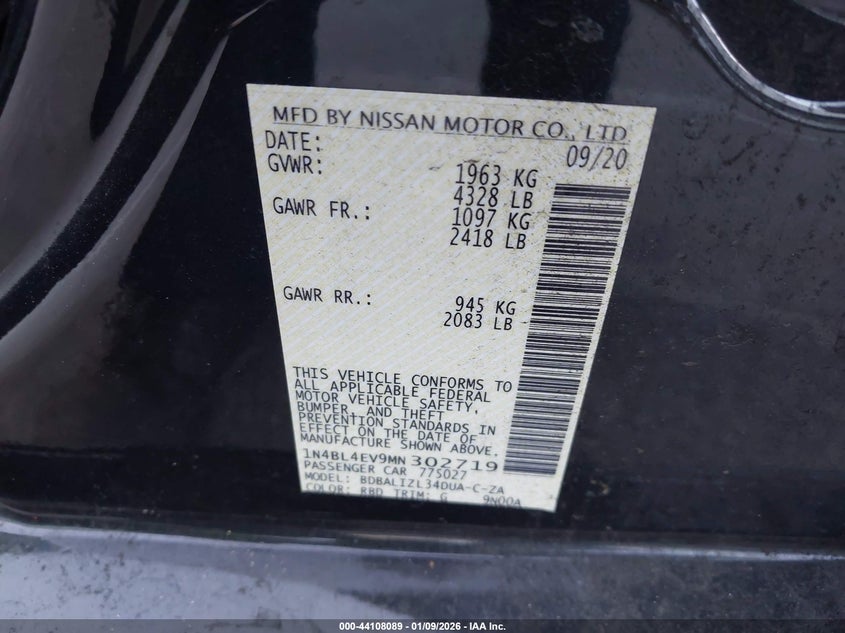 MFD BY NISSAN MOTOR CO., LTD
DATE: 09/20
GVWR: 1963 KG
4328 LB
GAWR FR.: 1097 KG
2418 LB
GAWR RR.: 945 KG
2083 LB
THIS VEHICLE CONFORMS TO
ALL APPLICABLE FEDERAL
MOTOR VEHICLE SAFETY,
BUMPER, AND THEFT
PREVENTION STANDARDS IN
EFFECT ON THE DATE OF
MANUFACTURE SHOWN ABOVE.
1N4BL4EV9MN302719
PASSENGER CAR 775027
MODEL: BDBALIZL34DUA-C-ZA
COLOR: RBD TRIM: G 9N00A
000-44108089 - 01/09/2026 - IAA Inc.